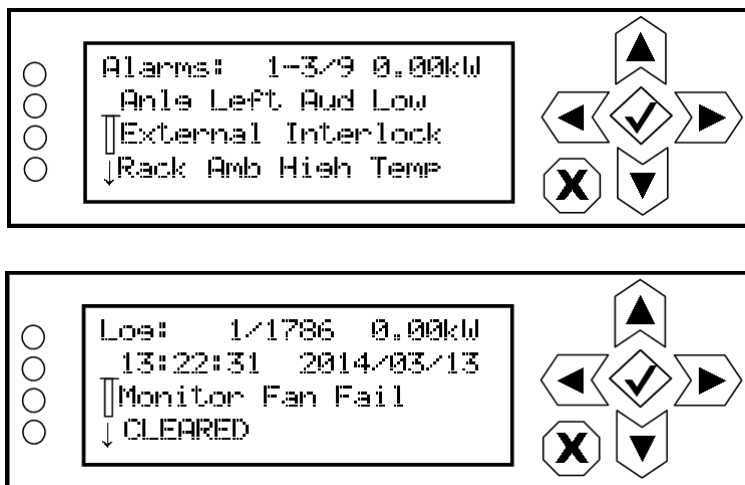 Alarms: 1-3/9 0.00kW
Anlg Left Aud Low
External Interlock
↓Rack Amb High Temp
X
Log: 1/1786 0.00kW
13:22:31 2014/03/13
Monitor Fan Fail
↓ CLEARED
X